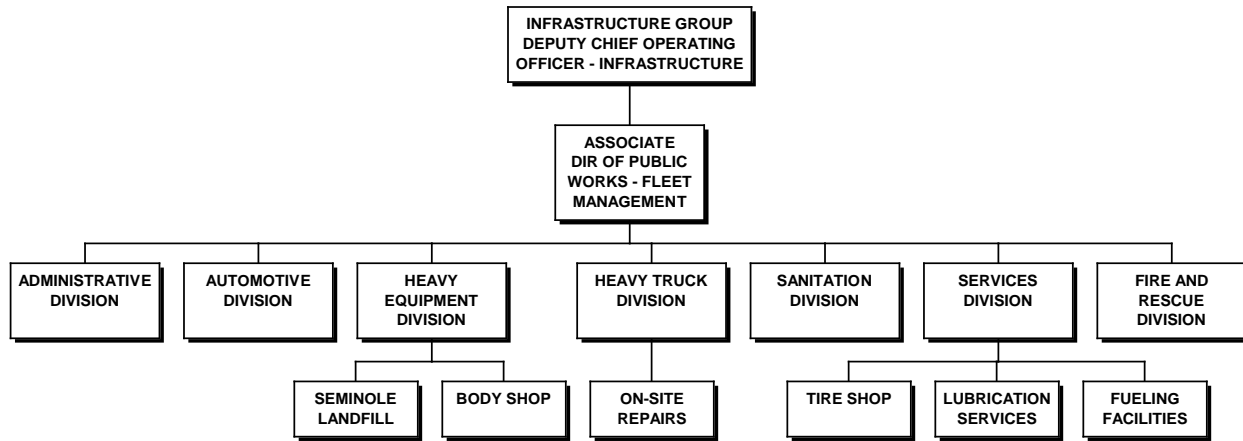 INFRASTRUCTURE GROUP
DEPUTY CHIEF OPERATING
OFFICER - INFRASTRUCTURE
ASSOCIATE
DIR OF PUBLIC
WORKS - FLEET
MANAGEMENT
ADMINISTRATIVE
DIVISION
AUTOMOTIVE
DIVISION
HEAVY
EQUIPMENT
DIVISION
HEAVY TRUCK
DIVISION
SANITATION
DIVISION
SERVICES
DIVISION
FIRE AND
RESCUE
DIVISION
SEMINOLE
LANDFILL
BODY SHOP
ON-SITE
REPAIRS
TIRE SHOP
LUBRICATION
SERVICES
FUELING
FACILITIES